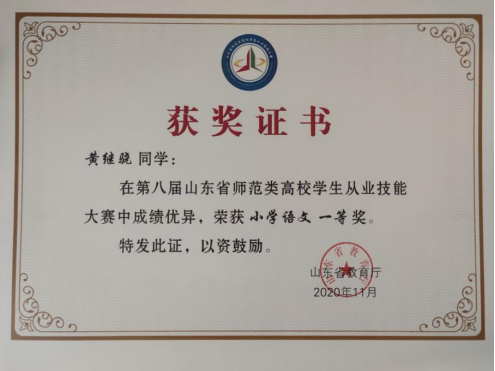 获奖证书
黄继骁 同学：
在第八届山东省师范类高校学生从业技能
大赛中成绩优异，荣获 小学语文 一等奖。
特发此证，以资鼓励。
山东省教育厅
2020年11月